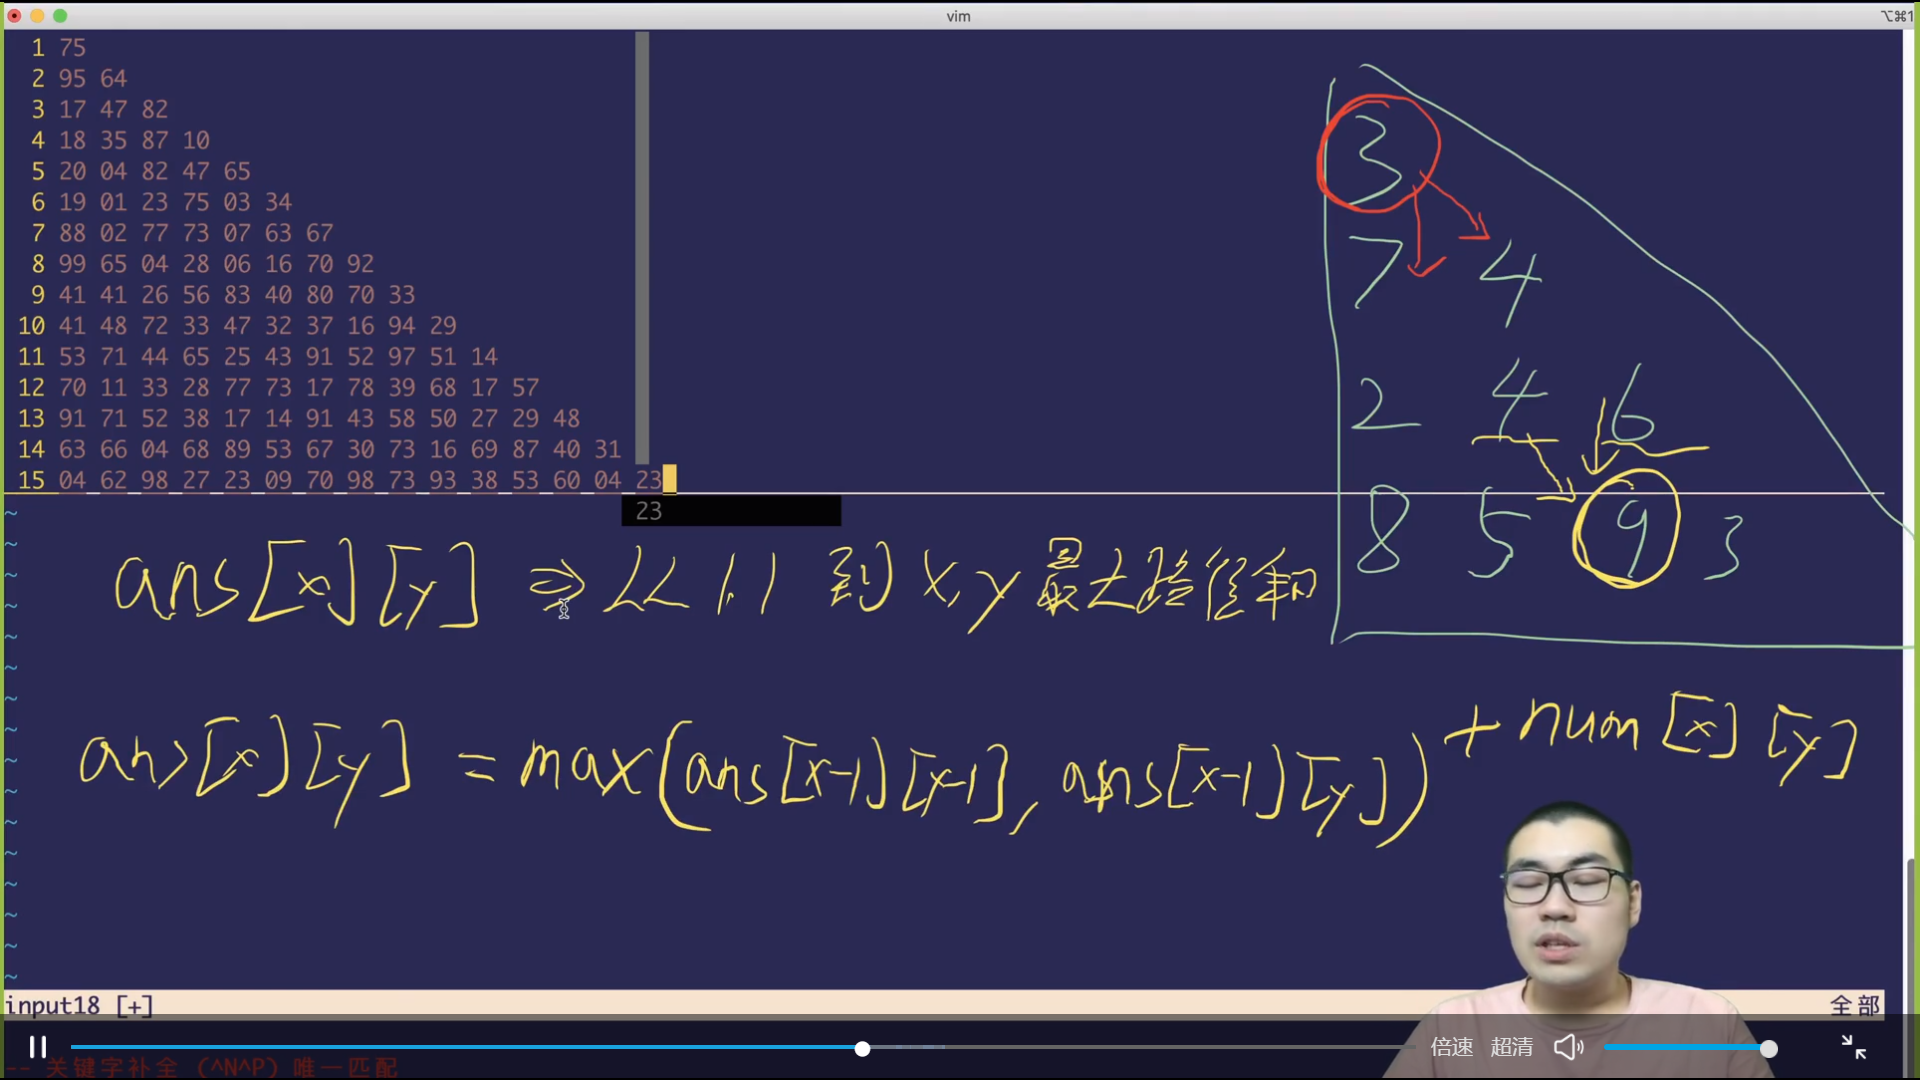 vim
⌥⌘1
1 75
2 95 64
3 17 47 82
4 18 35 87 10
5 20 04 82 47 65
6 19 01 23 75 03 34
7 88 02 77 73 07 63 67
8 99 65 04 28 06 16 70 92
9 41 41 26 56 83 40 80 70 33
10 41 48 72 33 47 32 37 16 94 29
11 53 71 44 65 25 43 91 52 97 51 14
12 70 11 33 28 77 73 17 78 39 68 17 57
13 91 71 52 38 17 14 91 43 58 50 27 29 48
14 63 66 04 68 89 53 67 30 73 16 69 87 40 31
15 04 62 98 27 23 09 70 98 73 93 38 53 60 04 23
23
3
7 4
2 4 6
8 5 9 3
ans[x][y] ⇒ 从 1,1 到 x,y 最大路径和
ans[x][y] = max(ans[x-1][y-1], ans[x-1][y]) + num[x][y]
input18 [+]
全部
倍速 超清
-- 关键字补全 (^N^P) 唯一匹配